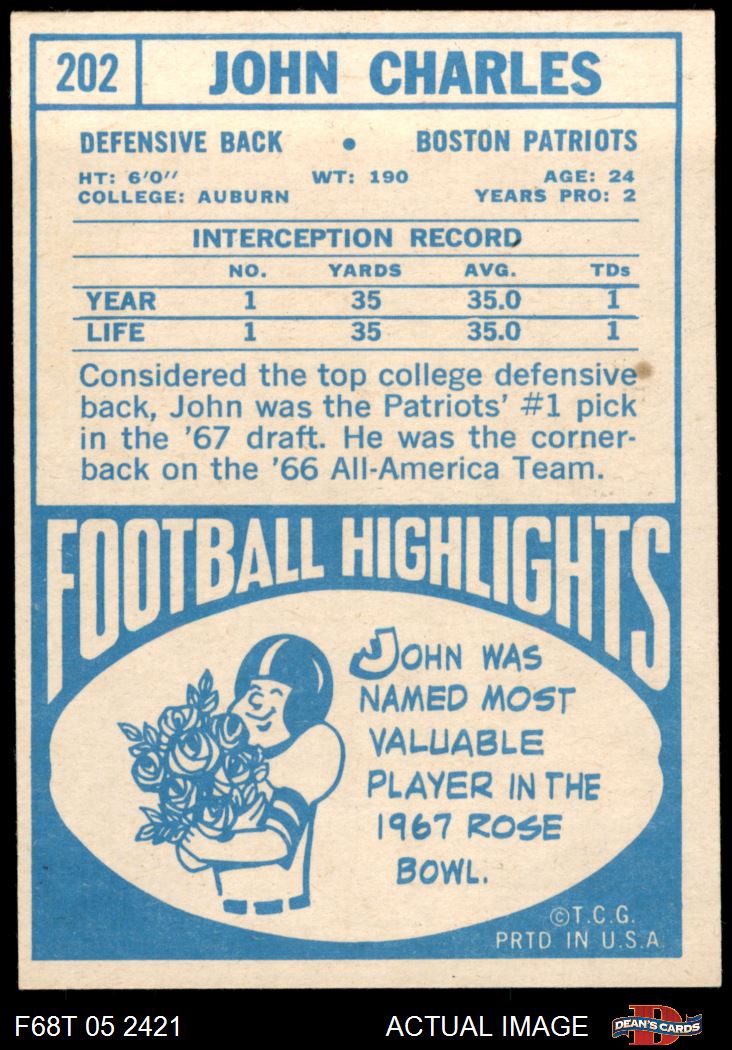 202 JOHN CHARLES
DEFENSIVE BACK • BOSTON PATRIOTS
HT: 6'0" WT: 190 AGE: 24
COLLEGE: AUBURN YEARS PRO: 2
INTERCEPTION RECORD
NO. YARDS AVG. TDs
YEAR 1 35 35.0 1
LIFE 1 35 35.0 1
Considered the top college defensive
back, John was the Patriots' #1 pick
in the '67 draft. He was the corner-
back on the '66 All-America Team.
FOOTBALL HIGHLIGHTS
JOHN WAS
NAMED MOST
VALUABLE
PLAYER IN THE
1967 ROSE
BOWL.
©T.C.G.
PRTD IN U.S.A.
F68T 05 2421 ACTUAL IMAGE D DEAN'S CARDS